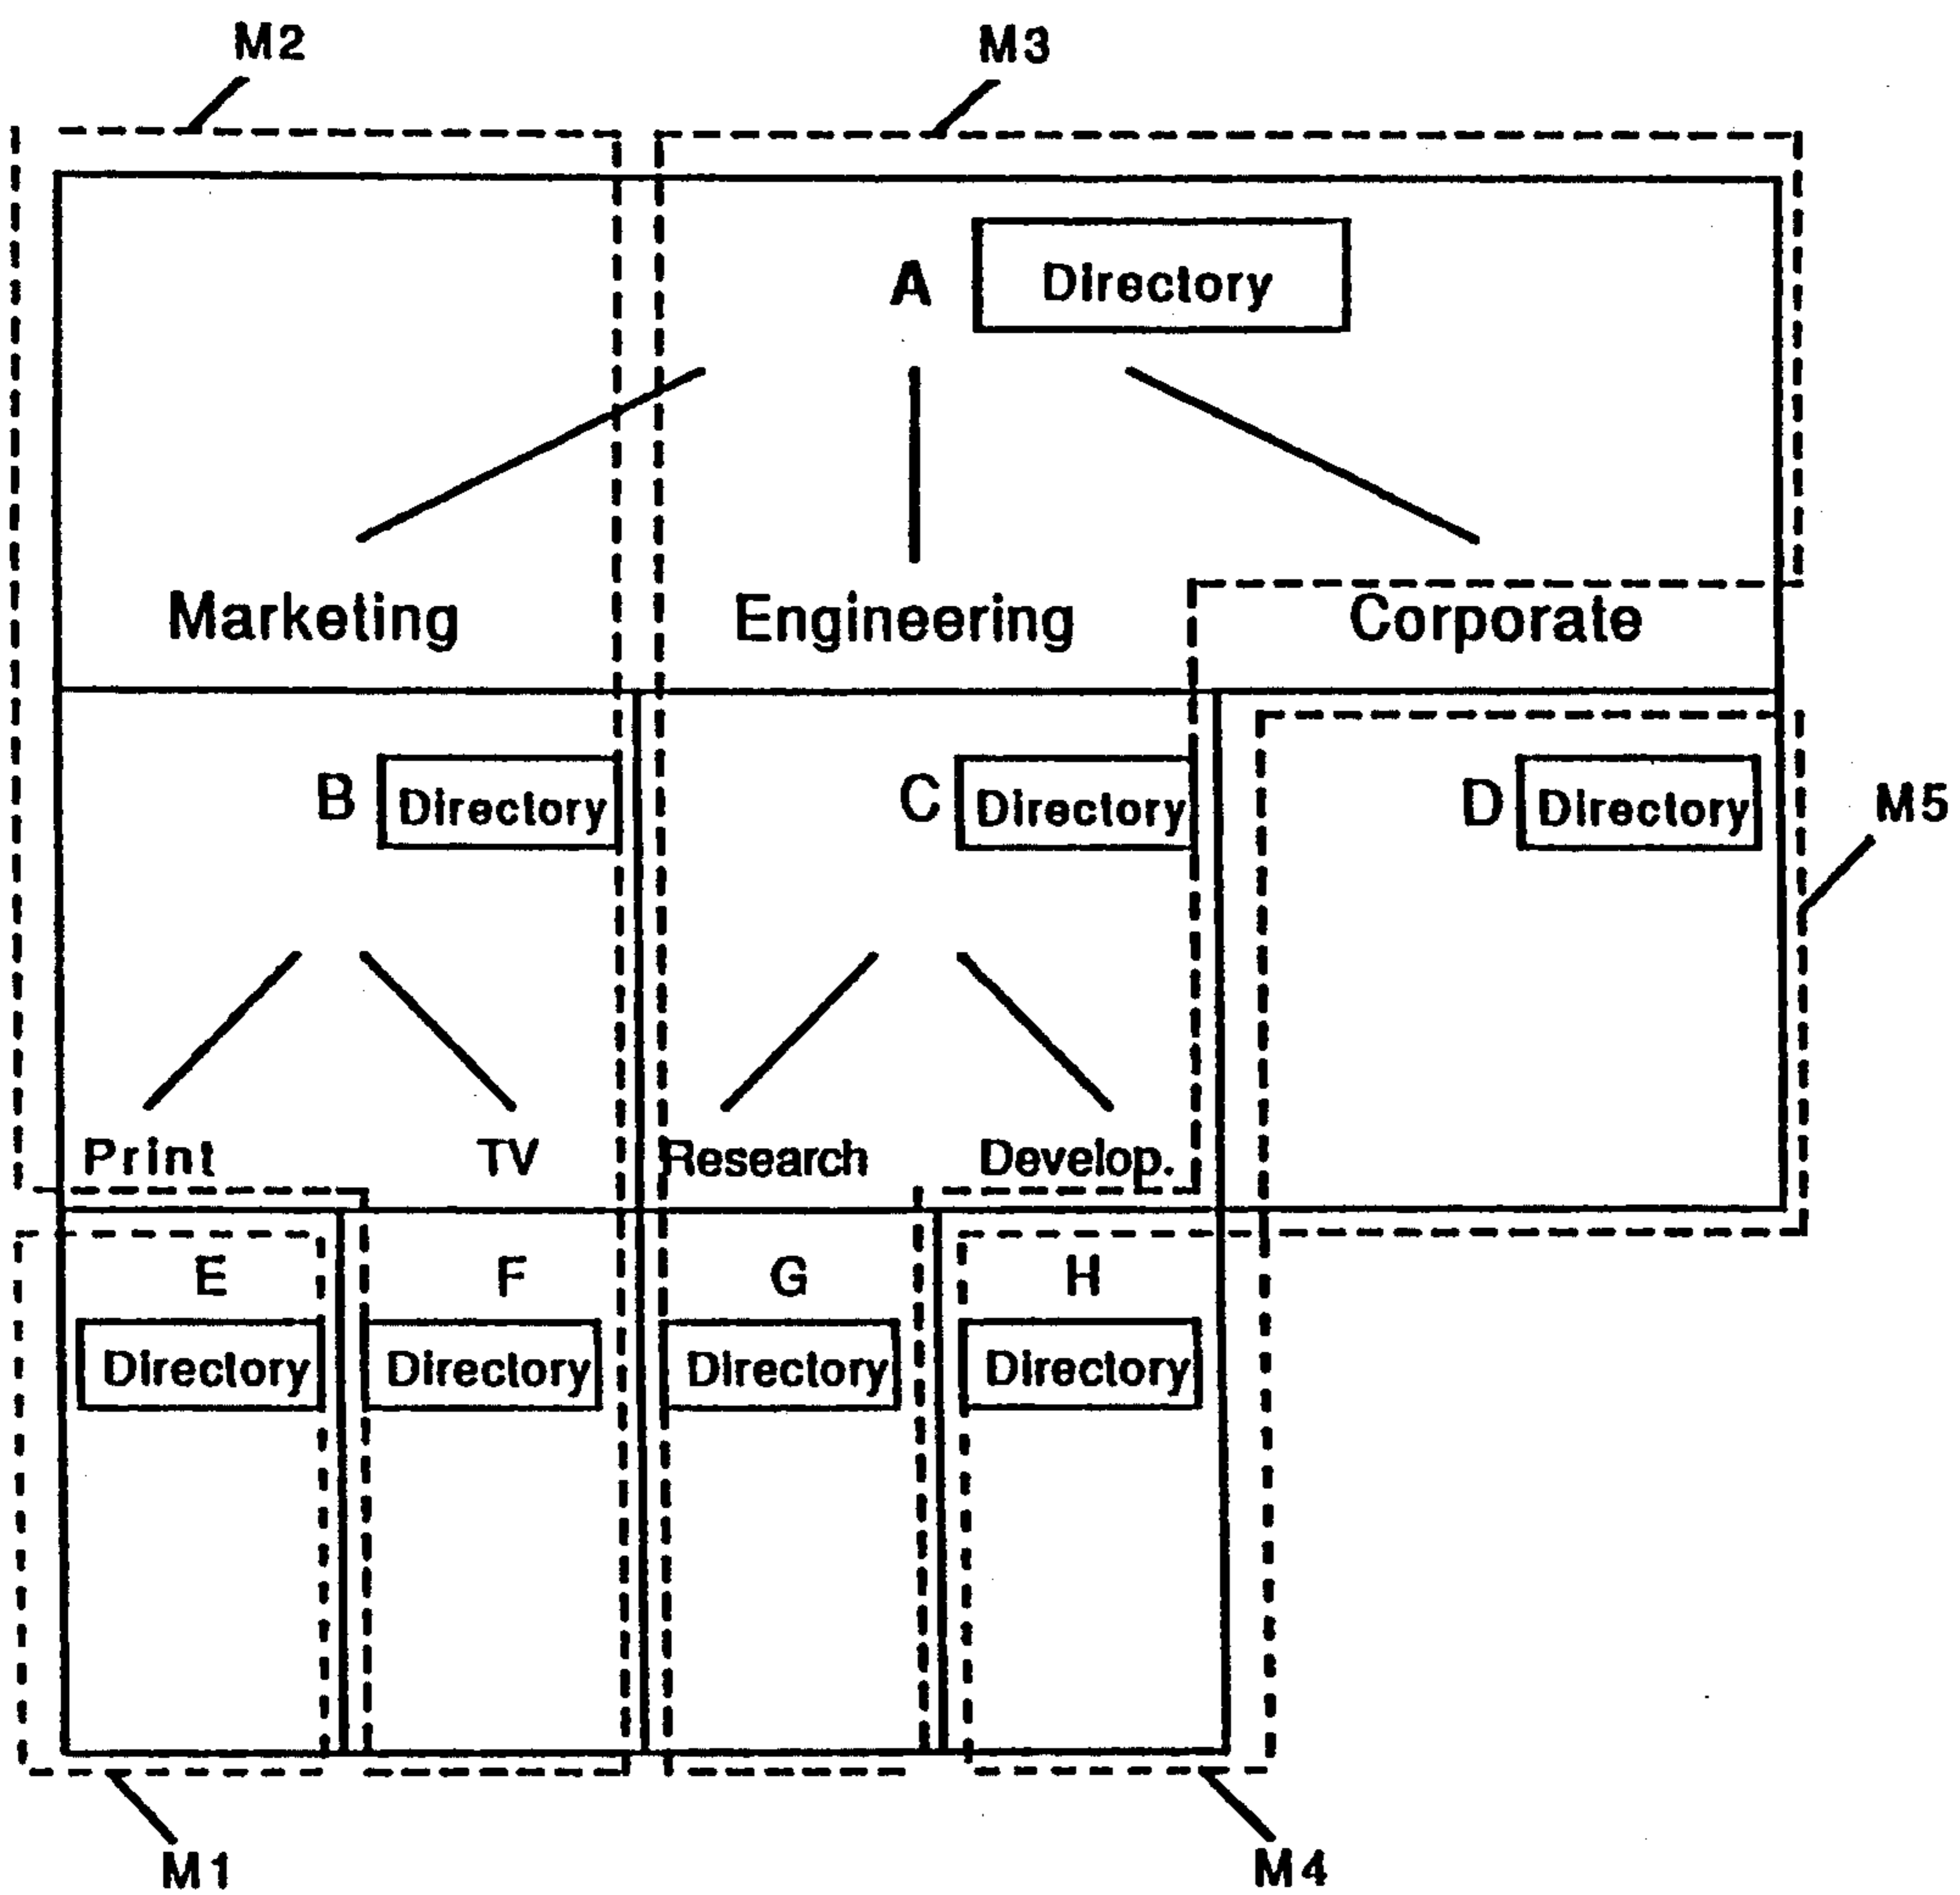 M2 M3
A Directory
Marketing Engineering Corporate
B Directory C Directory D Directory M5
Print TV Research Develop.
E F G H
Directory Directory Directory Directory
M1 M4